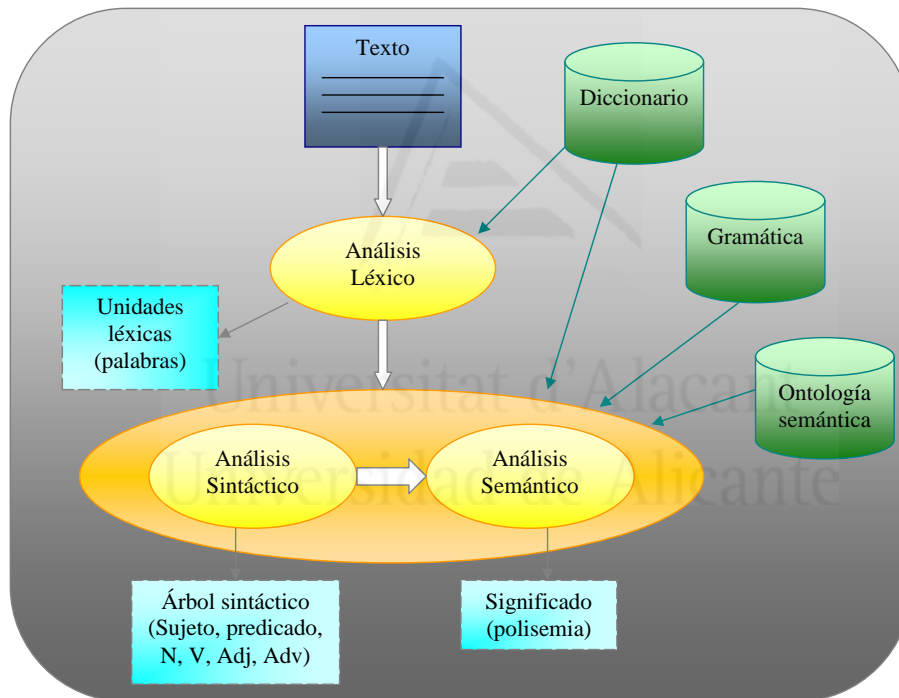 Texto
Diccionario
Análisis
Léxico
Gramática
Unidades
léxicas
(palabras)
Universitat d'Alacant
Ontología
semántica
Análisis
Sintáctico
Análisis
Semántico
Universidad de Alicante
Árbol sintáctico
(Sujeto, predicado,
N, V, Adj, Adv)
Significado
(polisemia)